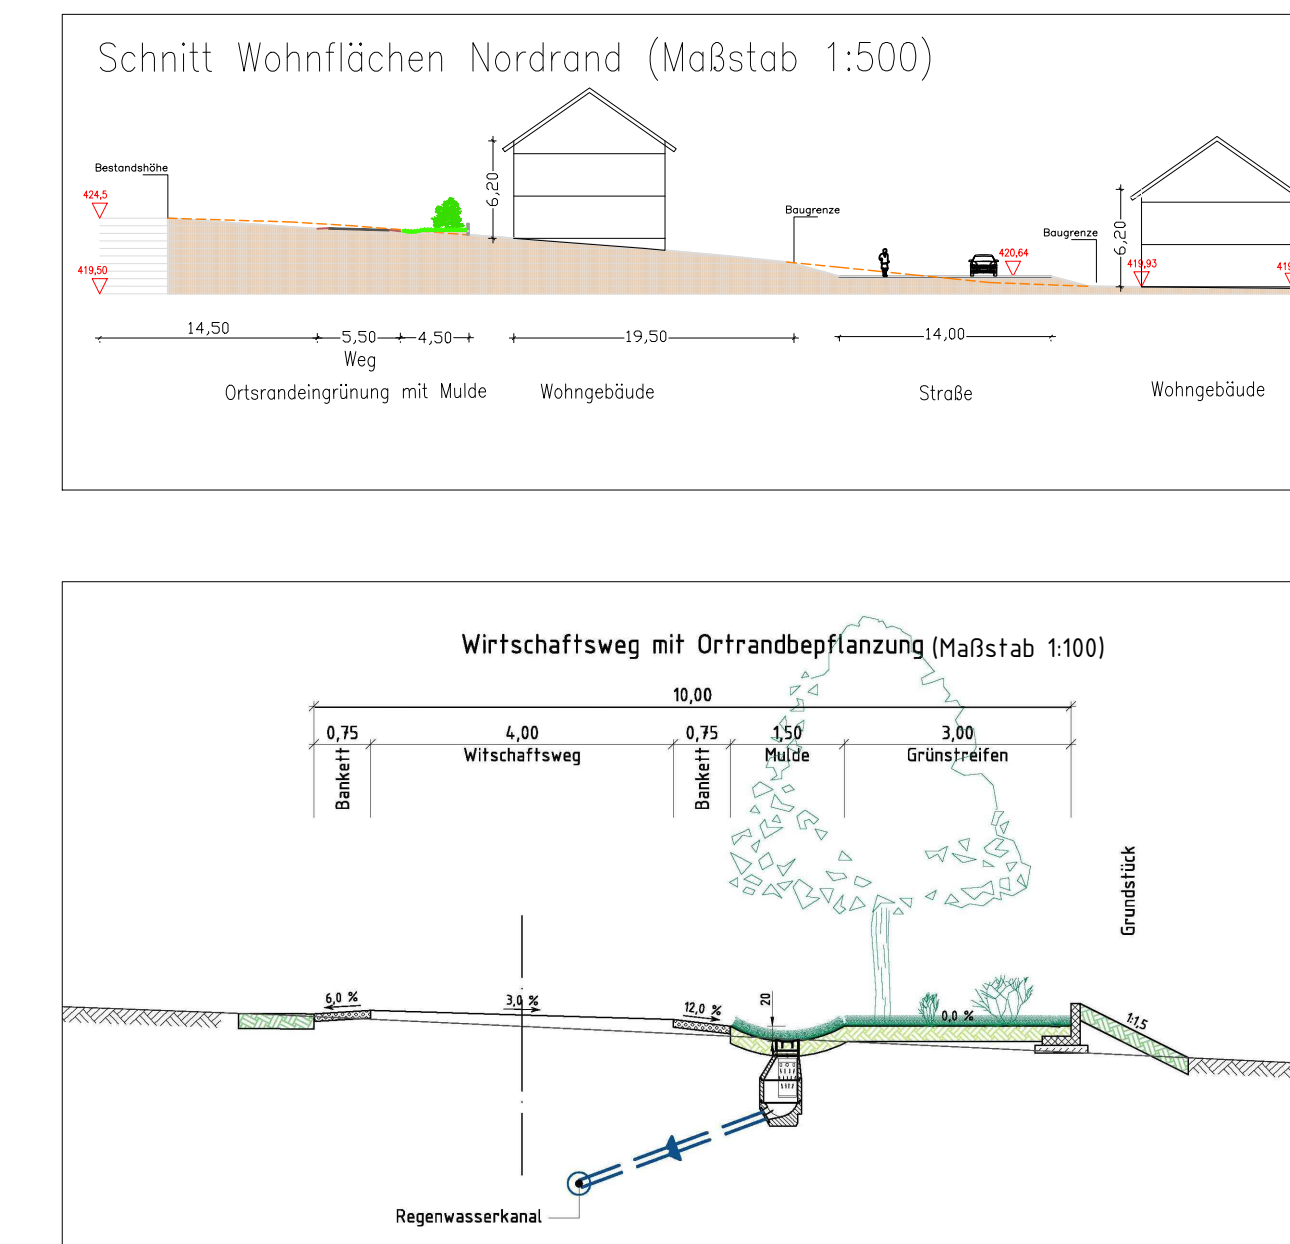 Schnitt Wohnflächen Nordrand (Maßstab 1:500)
Bestandshöhe
424,5
419,50
6,20
Baugrenze
Baugrenze
420,64
6,20
419,93
419
14,50
5,50
4,50
19,50
14,00
Weg
Ortsrandeingrünung mit Mulde
Wohngebäude
Straße
Wohngebäude
Wirtschaftsweg mit Ortrandbepflanzung (Maßstab 1:100)
10,00
0,75
4,00
0,75
1,50
3,00
Bankett
Witschaftsweg
Bankett
Mulde
Grünstreifen
Grundstück
6,0 %
3,0 %
12,0 %
20
0,0 %
1:1,5
Regenwasserkanal